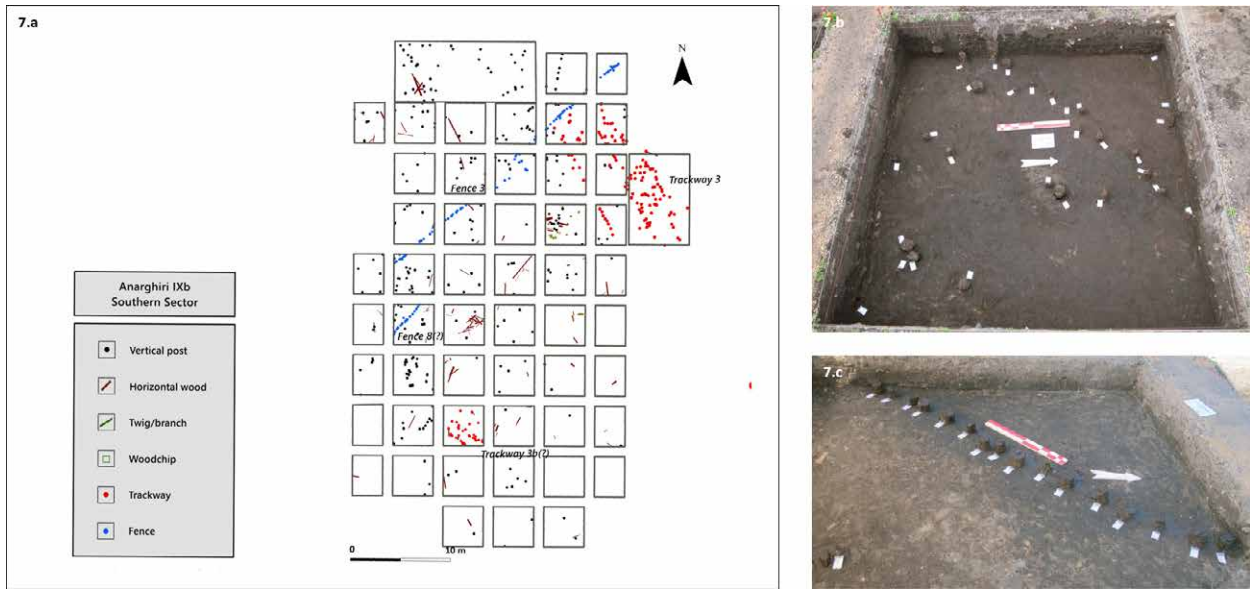 7.a
N
Fence 3
Trackway 3
Anarghiri IXb
Southern Sector
Vertical post
Horizontal wood
Twig/branch
Woodchip
Trackway
Fence
Fence 8(?)
Trackway 3b(?)
0 10 m
7.b
7.c